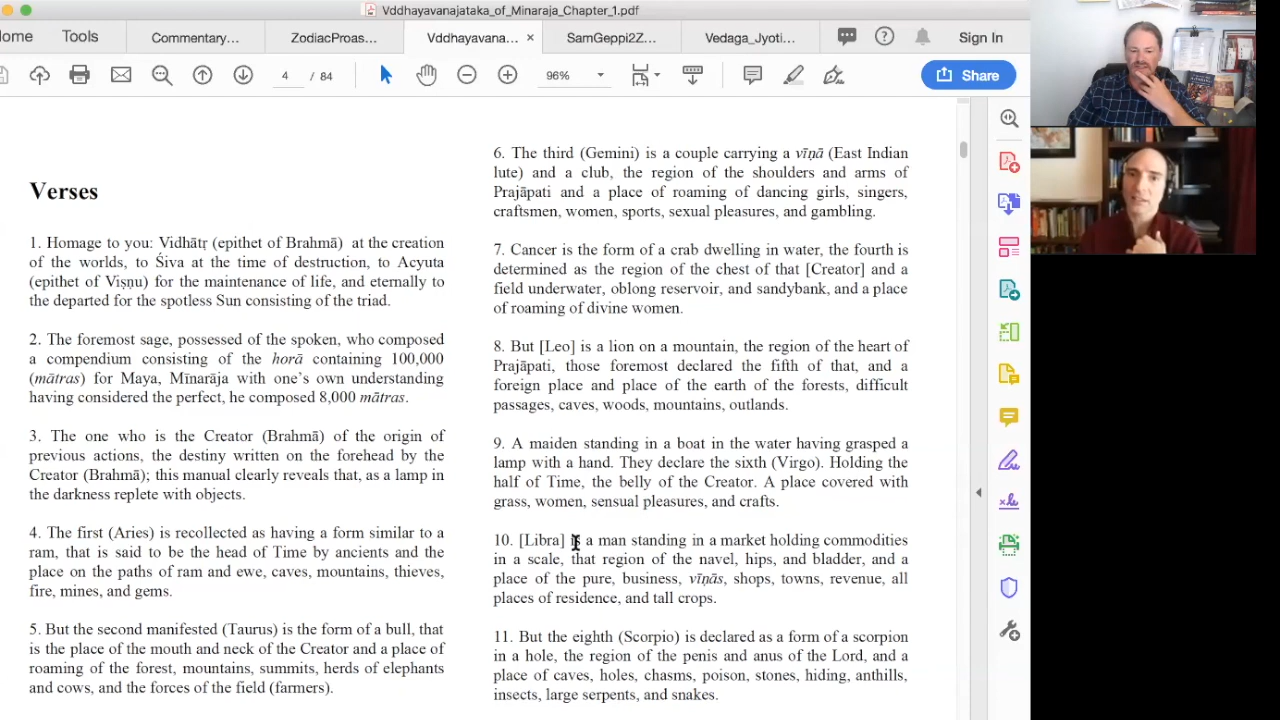 Vddhayavanajataka_of_Minaraja_Chapter_1.pdf
ome Tools Commentary... ZodiacProas... Vddhayavana... × SamGeppi2Z... Vedaga_Jyoti... Sign In
4 / 84 96% Share
Verses
1. Homage to you: Vidhātṛ (epithet of Brahmā) at the creation
of the worlds, to Śiva at the time of destruction, to Acyuta
(epithet of Viṣṇu) for the maintenance of life, and eternally to
the departed for the spotless Sun consisting of the triad.
2. The foremost sage, possessed of the spoken, who composed
a compendium consisting of the horā containing 100,000
(mātras) for Maya, Mīnarāja with one's own understanding
having considered the perfect, he composed 8,000 mātras.
3. The one who is the Creator (Brahmā) of the origin of
previous actions, the destiny written on the forehead by the
Creator (Brahmā); this manual clearly reveals that, as a lamp in
the darkness replete with objects.
4. The first (Aries) is recollected as having a form similar to a
ram, that is said to be the head of Time by ancients and the
place on the paths of ram and ewe, caves, mountains, thieves,
fire, mines, and gems.
5. But the second manifested (Taurus) is the form of a bull, that
is the place of the mouth and neck of the Creator and a place of
roaming of the forest, mountains, summits, herds of elephants
and cows, and the forces of the field (farmers).
6. The third (Gemini) is a couple carrying a vīṇā (East Indian
lute) and a club, the region of the shoulders and arms of
Prajāpati and a place of roaming of dancing girls, singers,
craftsmen, women, sports, sexual pleasures, and gambling.
7. Cancer is the form of a crab dwelling in water, the fourth is
determined as the region of the chest of that [Creator] and a
field underwater, oblong reservoir, and sandybank, and a place
of roaming of divine women.
8. But [Leo] is a lion on a mountain, the region of the heart of
Prajāpati, those foremost declared the fifth of that, and a
foreign place and place of the earth of the forests, difficult
passages, caves, woods, mountains, outlands.
9. A maiden standing in a boat in the water having grasped a
lamp with a hand. They declare the sixth (Virgo). Holding the
half of Time, the belly of the Creator. A place covered with
grass, women, sensual pleasures, and crafts.
10. [Libra] is a man standing in a market holding commodities
in a scale, that region of the navel, hips, and bladder, and a
place of the pure, business, vīṇās, shops, towns, revenue, all
places of residence, and tall crops.
11. But the eighth (Scorpio) is declared as a form of a scorpion
in a hole, the region of the penis and anus of the Lord, and a
place of caves, holes, chasms, poison, stones, hiding, anthills,
insects, large serpents, and snakes.